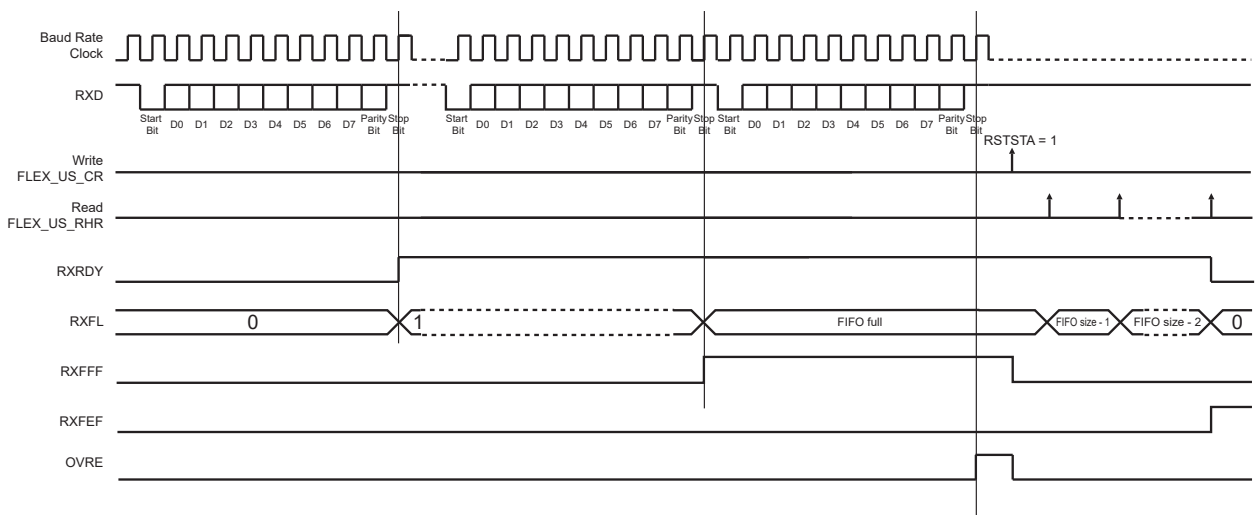 Baud Rate
Clock
RXD
Start
Bit
D0 D1 D2 D3 D4 D5 D6 D7
Parity
Bit
Stop
Bit
Start
Bit
D0 D1 D2 D3 D4 D5 D6 D7
Parity
Bit
Stop
Bit
Start
Bit
D0 D1 D2 D3 D4 D5 D6 D7
Parity
Bit
Stop
Bit
RSTSTA = 1
Write
FLEX_US_CR
Read
FLEX_US_RHR
RXRDY
RXFL
0
1
FIFO full
FIFO size - 1
FIFO size - 2
0
RXFFF
RXFEF
OVRE